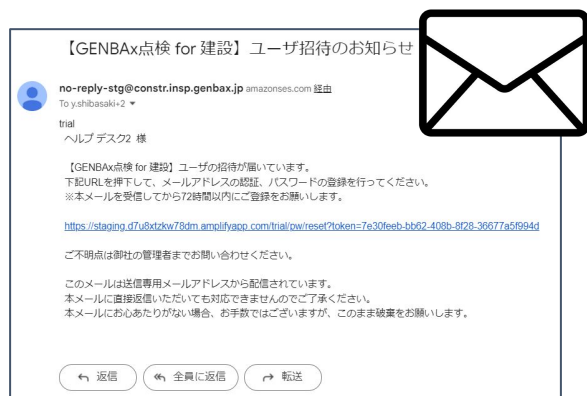 【GENBAx点検 for 建設】ユーザ招待のお知らせ
no-reply-stg@constr.insp.genbax.jp amazonses.com 経由
To y.shibasaki+2
trial
ヘルプ デスク2 様
【GENBAx点検 for 建設】ユーザの招待が届いています。
下記URLを押下して、メールアドレスの認証、パスワードの登録を行ってください。
※本メールを受信してから72時間以内にご登録をお願いします。
https://staging.d7u8xtzkw78dm.amplifyapp.com/trial/pw/reset?token=7e30feeb-bb62-408b-8f28-36677a5f994d
ご不明点は御社の管理者までお問い合わせください。
このメールは送信専用メールアドレスから配信されています。
本メールに直接返信いただいても対応できませんのでご了承ください。
本メールにお心あたりがない場合、お手数ではございますが、このまま破棄をお願いします。
返信
全員に返信
転送